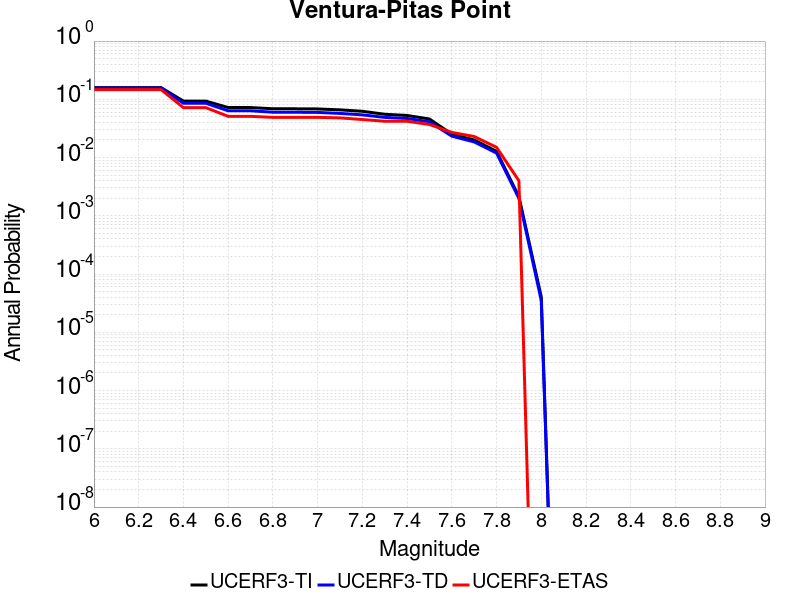 Ventura-Pitas Point
10^0
10^-1
10^-2
10^-3
10^-4
10^-5
10^-6
10^-7
10^-8
Annual Probability
6 6.2 6.4 6.6 6.8 7 7.2 7.4 7.6 7.8 8 8.2 8.4 8.6 8.8 9
Magnitude
UCERF3-TI UCERF3-TD UCERF3-ETAS